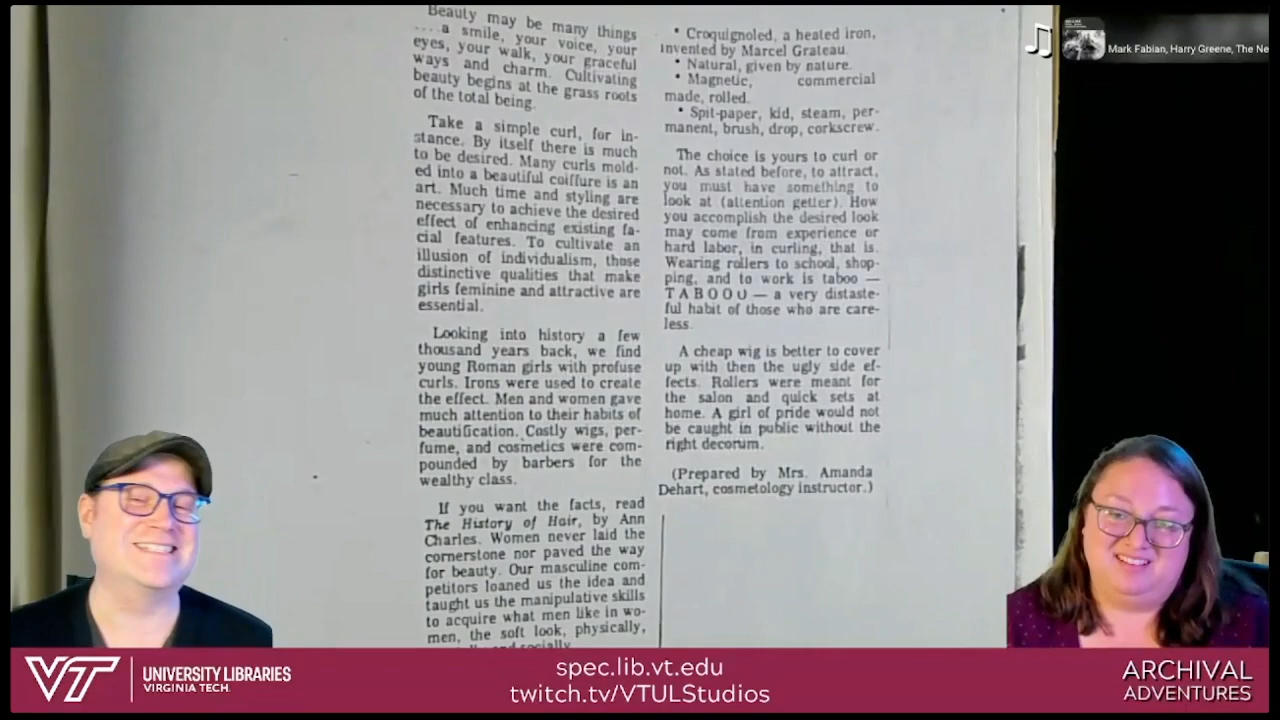 Beauty may be many things
....a smile, your voice, your
eyes, your walk, your graceful
ways and charm. Cultivating
beauty begins at the grass roots
of the total being.
Take a simple curl, for in-
stance. By itself there is much
to be desired. Many curls mold-
ed into a beautiful coiffure is an
art. Much time and styling are
necessary to achieve the desired
effect of enhancing existing fa-
cial features. To cultivate an
illusion of individualism, those
distinctive qualities that make
girls feminine and attractive are
essential.
Looking into history a few
thousand years back, we find
young Roman girls with profuse
curls. Irons were used to create
the effect. Men and women gave
much attention to their habits of
beautification. Costly wigs, per-
fume, and cosmetics were com-
pounded by barbers for the
wealthy class.
If you want the facts, read
The History of Hair, by Ann
Charles. Women never laid the
cornerstone nor paved the way
for beauty. Our masculine com-
petitors loaned us the idea and
taught us the manipulative skills
to acquire what men like in wo-
men, the soft look, physically,
and socially
* Croquignoled, a heated iron,
invented by Marcel Grateau.
* Natural, given by nature.
* Magnetic, commercial
made, rolled.
* Spit-paper, kid, steam, per-
manent, brush, drop, corkscrew.
The choice is yours to curl or
not. As stated before, to attract,
you must have something to
look at (attention getter). How
you accomplish the desired look
may come from experience or
hard labor, in curling, that is.
Wearing rollers to school, shop-
ping, and to work is taboo —
T A B O O U — a very distaste-
ful habit of those who are care-
less.
A cheap wig is better to cover
up with then the ugly side ef-
fects. Rollers were meant for
the salon and quick sets at
home. A girl of pride would not
be caught in public without the
right decorum.
(Prepared by Mrs. Amanda
Dehart, cosmetology instructor.)
Mark Fabian, Harry Greene, The Ne
VT UNIVERSITY LIBRARIES
VIRGINIA TECH.
spec.lib.vt.edu
twitch.tv/VTULStudios
ARCHIVAL
ADVENTURES